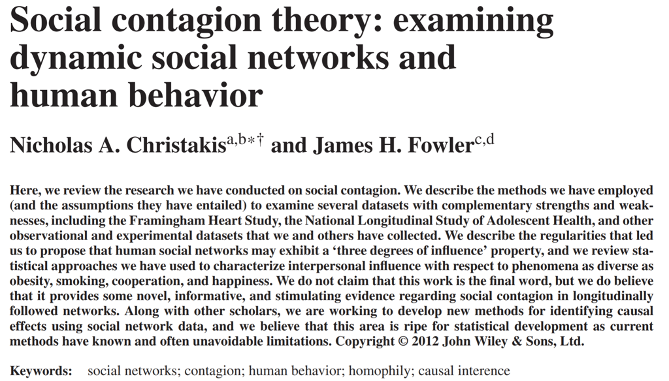 Social contagion theory: examining
dynamic social networks and
human behavior
Nicholas A. Christakisa,b*† and James H. Fowlerc,d
Here, we review the research we have conducted on social contagion. We describe the methods we have employed
(and the assumptions they have entailed) to examine several datasets with complementary strengths and weak-
nesses, including the Framingham Heart Study, the National Longitudinal Study of Adolescent Health, and other
observational and experimental datasets that we and others have collected. We describe the regularities that led
us to propose that human social networks may exhibit a ‘three degrees of influence’ property, and we review sta-
tistical approaches we have used to characterize interpersonal influence with respect to phenomena as diverse as
obesity, smoking, cooperation, and happiness. We do not claim that this work is the final word, but we do believe
that it provides some novel, informative, and stimulating evidence regarding social contagion in longitudinally
followed networks. Along with other scholars, we are working to develop new methods for identifying causal
effects using social network data, and we believe that this area is ripe for statistical development as current
methods have known and often unavoidable limitations. Copyright © 2012 John Wiley & Sons, Ltd.
Keywords: social networks; contagion; human behavior; homophily; causal interence